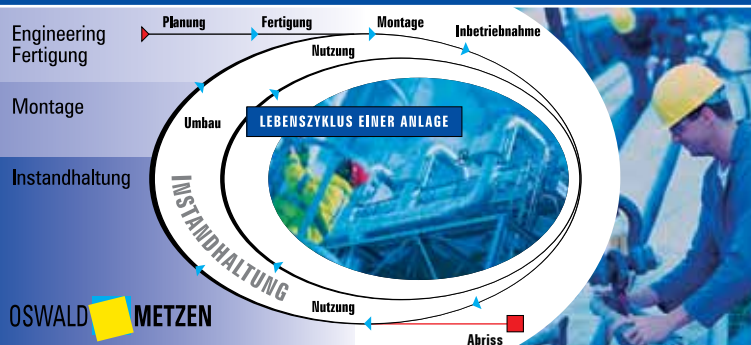 Engineering
Fertigung
Montage
Instandhaltung
Planung
Fertigung
Montage
Inbetriebnahme
Nutzung
Umbau
LEBENSZYKLUS EINER ANLAGE
INSTANDHALTUNG
Nutzung
Abriss
OSWALD METZEN